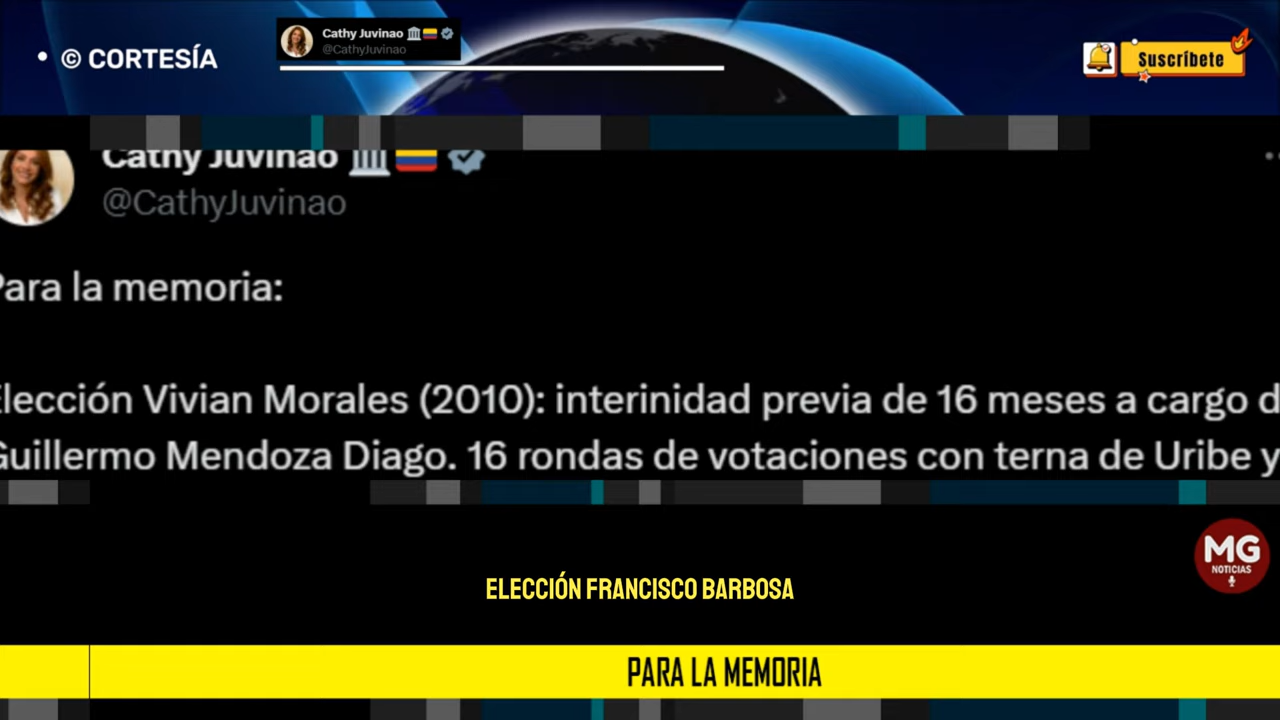 © CORTESÍA
Cathy Juvinao
@CathyJuvinao
Suscríbete
Cathy Juvinao
@CathyJuvinao
Para la memoria:
Elección Vivian Morales (2010): interinidad previa de 16 meses a cargo d
Guillermo Mendoza Diago. 16 rondas de votaciones con terna de Uribe y
MG
NOTICIAS
ELECCIÓN FRANCISCO BARBOSA
PARA LA MEMORIA